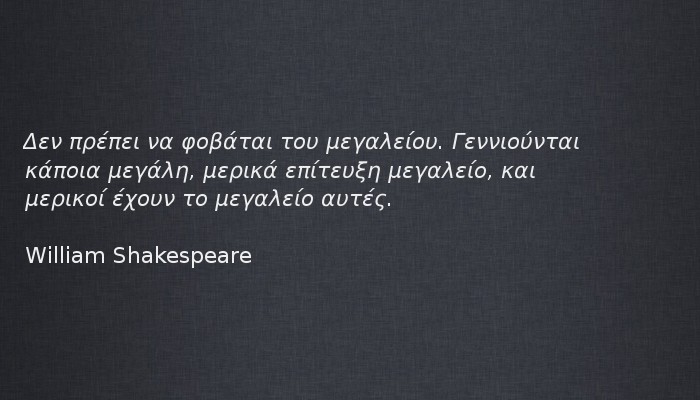 Δεν πρέπει να φοβάται του μεγαλείου. Γεννιούνται
κάποια μεγάλη, μερικά επίτευξη μεγαλείο, και
μερικοί έχουν το μεγαλείο αυτές.
William Shakespeare